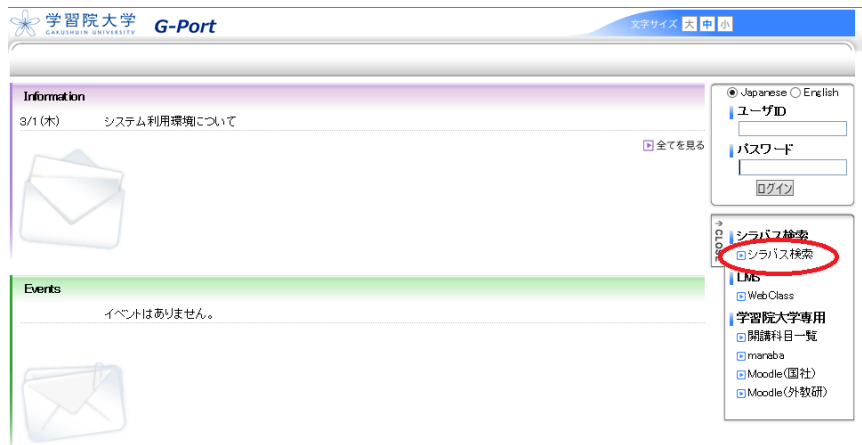 学習院大学
GAKUSHUIN UNIVERSITY
G-Port
文字サイズ 大 中 小
Information
3/1 (木) システム利用環境について
全てを見る
Events
イベントはありません。
Japanese English
ユーザID
パスワード
ログイン
CLOSE
シラバス検索
シラバス検索
LMS
WebClass
学習院大学専用
開講科目一覧
manaba
Moodle(国社)
Moodle(外教研)